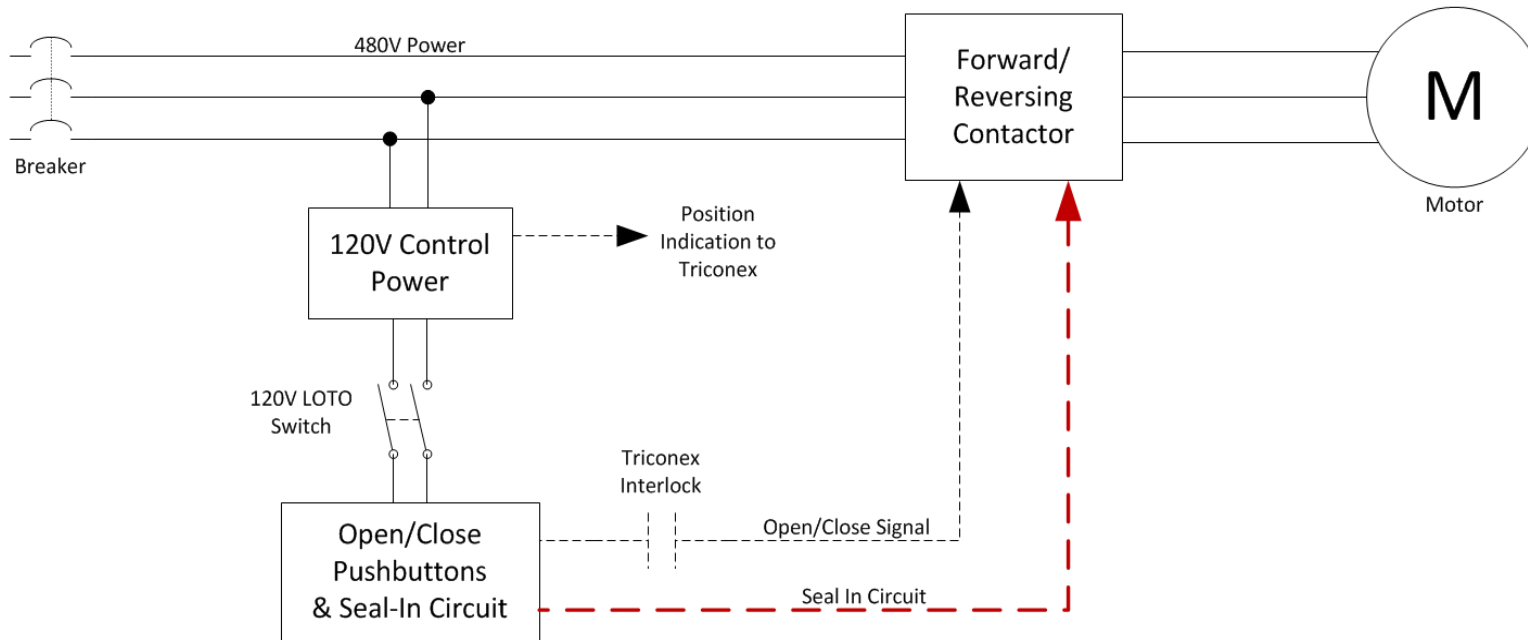 480V Power
Forward/
Reversing
Contactor
M
Breaker
Motor
120V Control
Power
Position
Indication to
Triconex
120V LOTO
Switch
Triconex
Interlock
Open/Close Signal
Open/Close
Pushbuttons
& Seal-In Circuit
Seal In Circuit